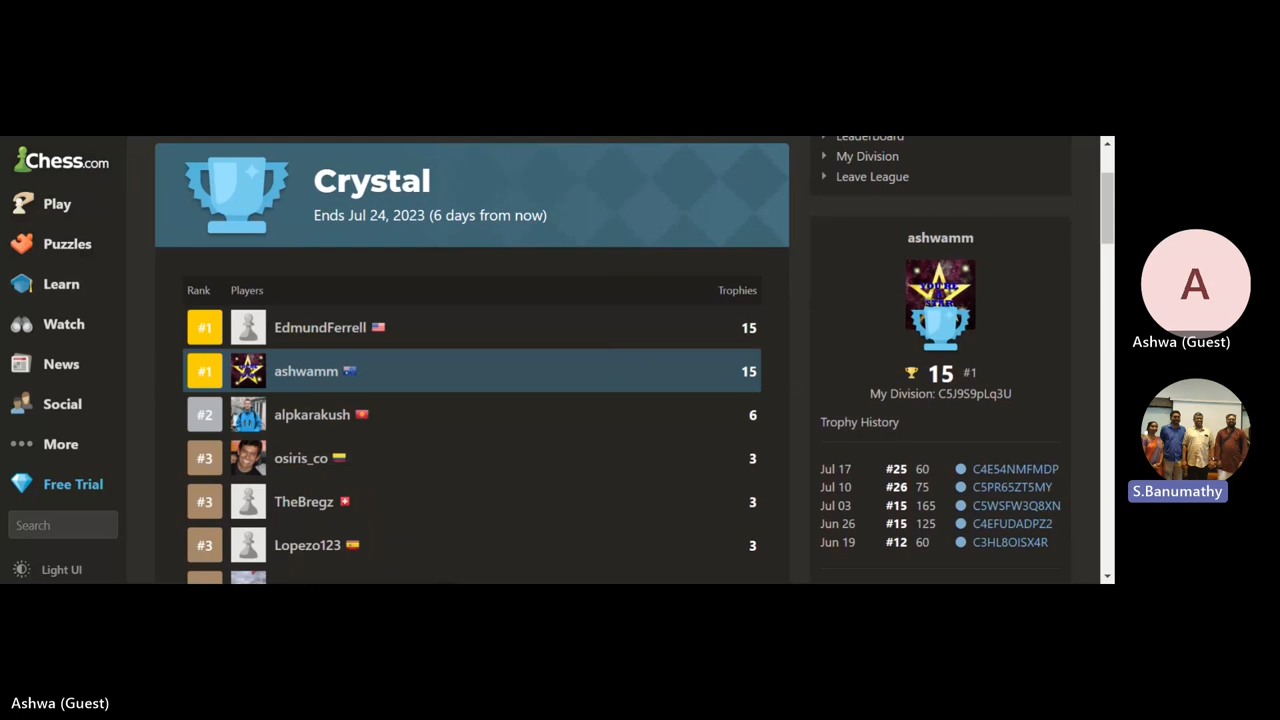 Chess.com
Play
Puzzles
Learn
Watch
News
Social
More
Free Trial
Search
Light UI
Crystal
Ends Jul 24, 2023 (6 days from now)
Rank Players Trophies
#1 EdmundFerrell 15
#1 ashwamm 15
#2 alpkarakush 6
#3 osiris_co 3
#3 TheBregz 3
#3 Lopezo123 3
Leaderboard
My Division
Leave League
ashwamm
YOU'RE
A
STAR
15 #1
My Division: C5J9S9pLq3U
Trophy History
Jul 17 #25 60 C4E54NMFMDP
Jul 10 #26 75 C5PR65ZT5MY
Jul 03 #15 165 C5WSFW3Q8XN
Jun 26 #15 125 C4EFUDADPZ2
Jun 19 #12 60 C3HL8OISX4R
A
Ashwa (Guest)
S.Banumathy
Ashwa (Guest)